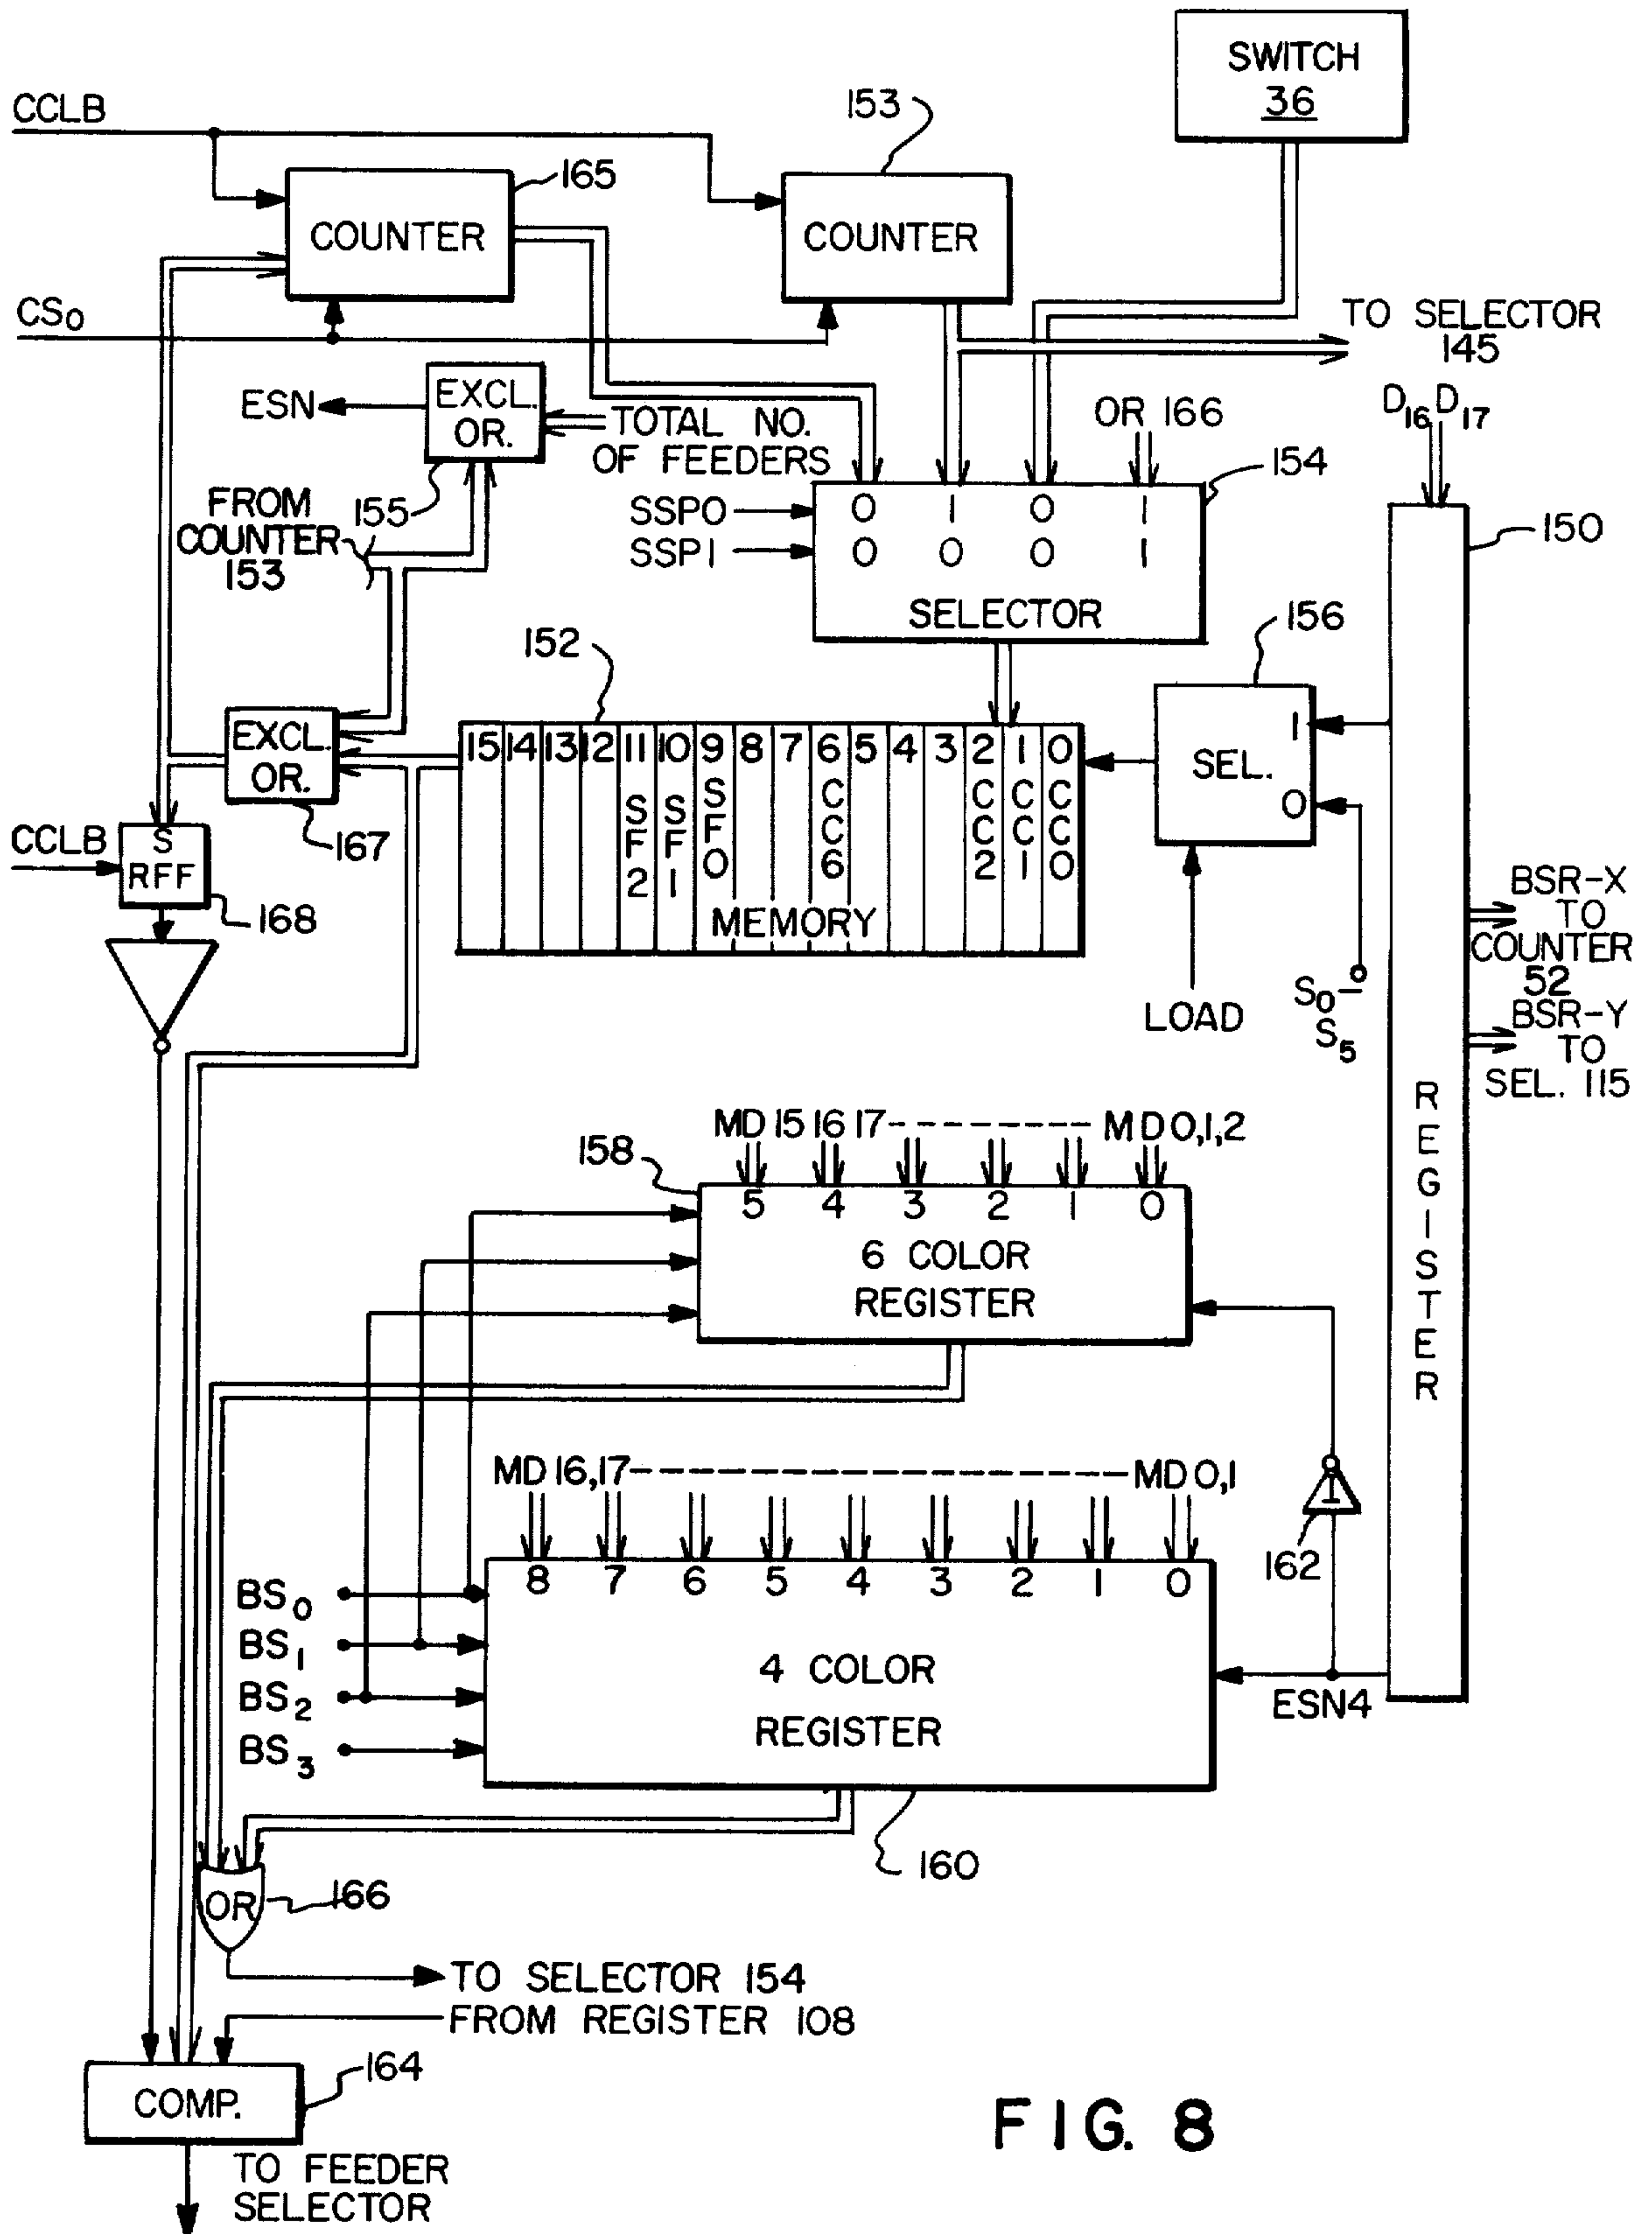 SWITCH
36
CCLB
153
165
COUNTER
COUNTER
CS0
TO SELECTOR
145
ESN
EXCL.
OR.
TOTAL NO.
OF FEEDERS
OR 166
D16 D17
154
FROM
COUNTER
153
155
SSP0
0 1 0 1
SSP1
0 0 0 1
SELECTOR
150
152
156
EXCL.
OR.
167
15 14 13 12 11 10 9 8 7 6 5 4 3 2 1 0
SF2 SF1 SF0 CC6 CC2 CC1 CC0
MEMORY
1
SEL.
0
CCLB
S
RFF
168
LOAD
S0-
S5
BSR-X
TO
COUNTER
52
BSR-Y
TO
SEL. 115
REGISTER
MD 15 16 17 ------- MD 0,1,2
158
5 4 3 2 1 0
6 COLOR
REGISTER
MD 16,17 ------- MD 0,1
162
8 7 6 5 4 3 2 1 0
BS0
BS1
BS2
BS3
4 COLOR
REGISTER
ESN4
160
OR
166
TO SELECTOR 154
FROM REGISTER 108
COMP.
164
TO FEEDER
SELECTOR
FIG. 8